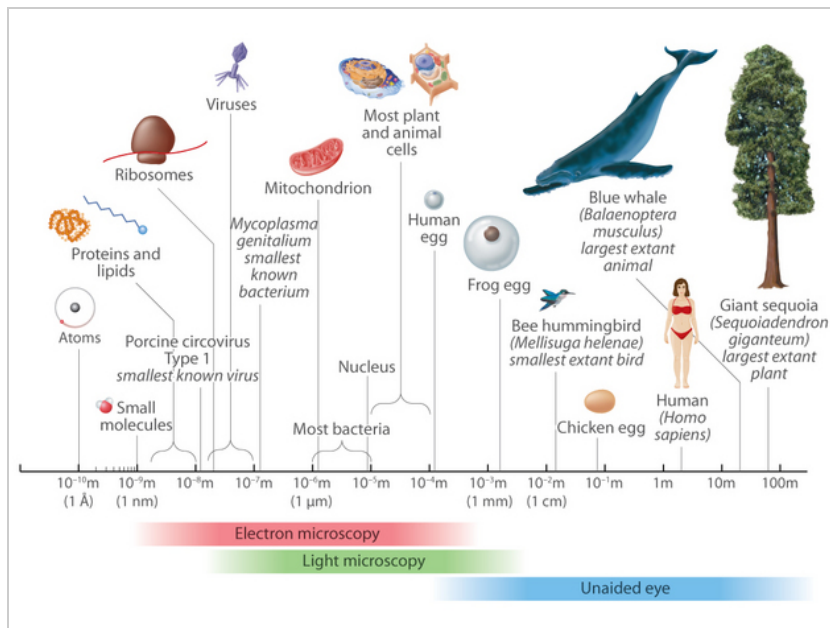 Viruses
Ribosomes
Proteins and
lipids
Atoms
Small
molecules
Porcine circovirus
Type 1
smallest known virus
Mycoplasma
genitalium
smallest
known
bacterium
Mitochondrion
Most bacteria
Nucleus
Most plant
and animal
cells
Human
egg
Frog egg
Bee hummingbird
(Mellisuga helenae)
smallest extant bird
Chicken egg
Blue whale
(Balaenoptera
musculus)
largest extant
animal
Human
(Homo
sapiens)
Giant sequoia
(Sequoiadendron
giganteum)
largest extant
plant
10⁻¹⁰m 10⁻⁹m 10⁻⁸m 10⁻⁷m 10⁻⁶m 10⁻⁵m 10⁻⁴m 10⁻³m 10⁻²m 10⁻¹m 1m 10m 100m
(1 Å) (1 nm) (1 μm) (1 mm) (1 cm)
Electron microscopy
Light microscopy
Unaided eye